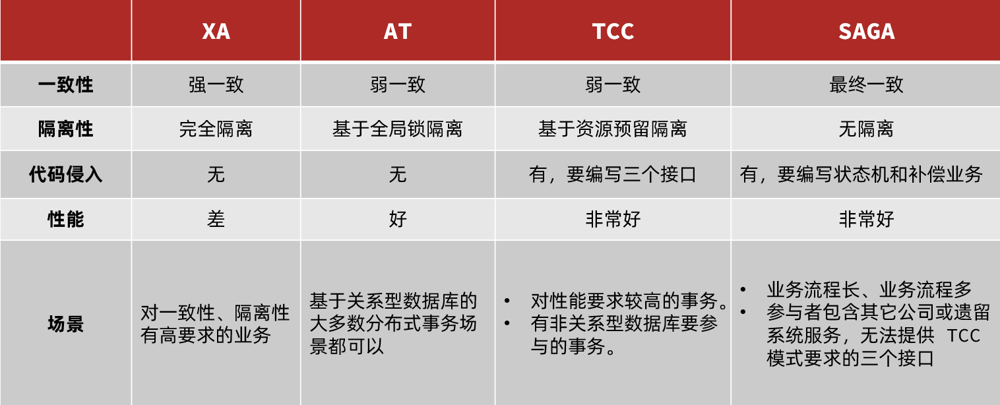 XA AT TCC SAGA
一致性 强一致 弱一致 弱一致 最终一致
隔离性 完全隔离 基于全局锁隔离 基于资源预留隔离 无隔离
代码侵入 无 无 有，要编写三个接口 有，要编写状态机和补偿业务
性能 差 好 非常好 非常好
场景
对一致性、隔离性
有高要求的业务
基于关系型数据库的
大多数分布式事务场
景都可以
• 对性能要求较高的事务。
• 有非关系型数据库要参
与的事务。
• 业务流程长、业务流程多
• 参与者包含其它公司或遗留
系统服务，无法提供 TCC
模式要求的三个接口